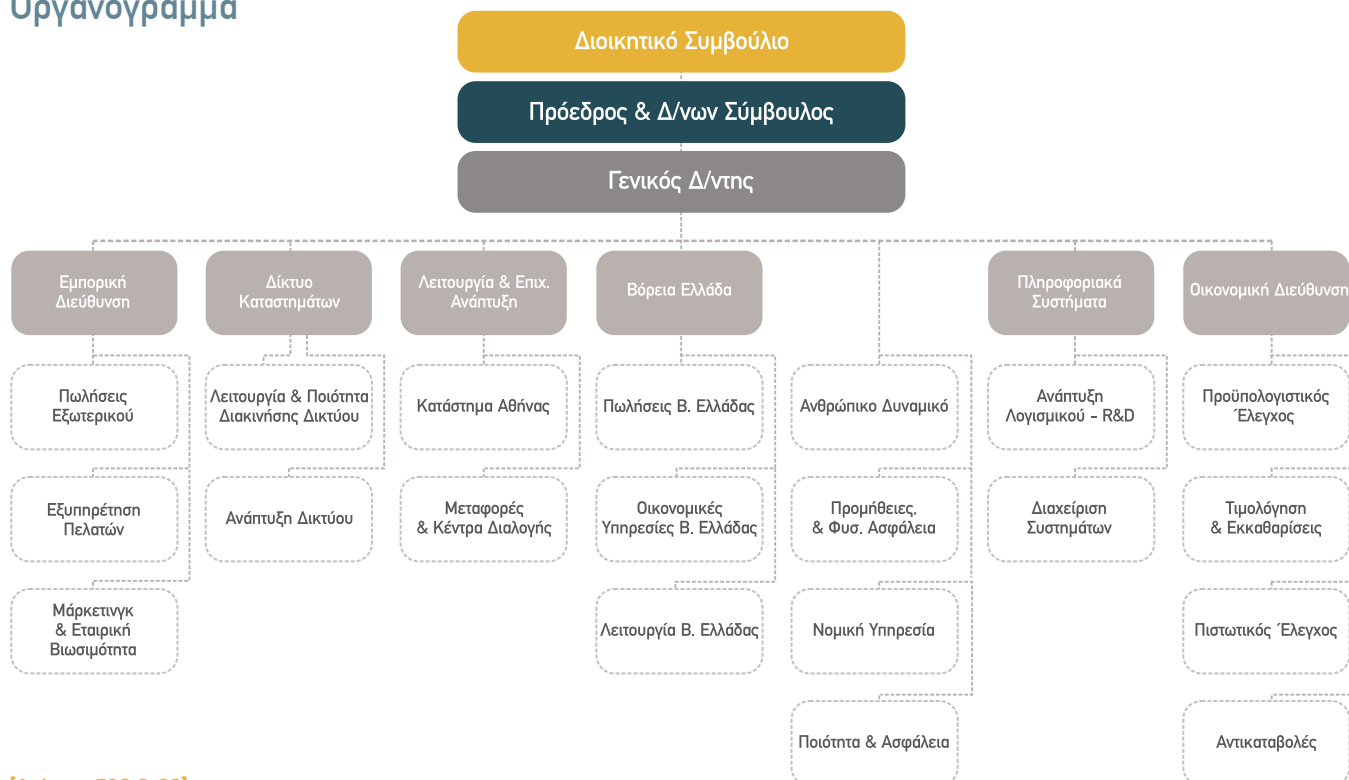 Οργανόγραμμα
Διοικητικό Συμβούλιο
Πρόεδρος & Δ/νων Σύμβουλος
Γενικός Δ/ντης
Εμπορική
Διεύθυνση
Δίκτυο
Καταστημάτων
Λειτουργία & Επιχ.
Ανάπτυξη
Βόρεια Ελλάδα
Πληροφοριακά
Συστήματα
Οικονομική Διεύθυνση
Πωλήσεις
Εξωτερικού
Λειτουργία & Ποιότητα
Διακινήσης Δικτύου
Κατάστημα Αθήνας
Πωλήσεις Β. Ελλάδας
Ανθρώπικο Δυναμικό
Ανάπτυξη
Λογισμικού - R&D
Προϋπολογιστικός
Έλεγχος
Εξυπηρέτηση
Πελατών
Ανάπτυξη Δικτύου
Μεταφορές
& Κέντρα Διαλογής
Οικονομικές
Υπηρεσίες Β. Ελλάδας
Προμήθειες,
& Φυσ. Ασφάλεια
Διαχείριση
Συστημάτων
Τιμολόγηση
& Εκκαθαρίσεις
Μάρκετινγκ
& Εταιρική
Βιωσιμότητα
Λειτουργία Β. Ελλάδας
Νομική Υπηρεσία
Πιστωτικός Έλεγχος
Ποιότητα & Ασφάλεια
Αντικαταβολές